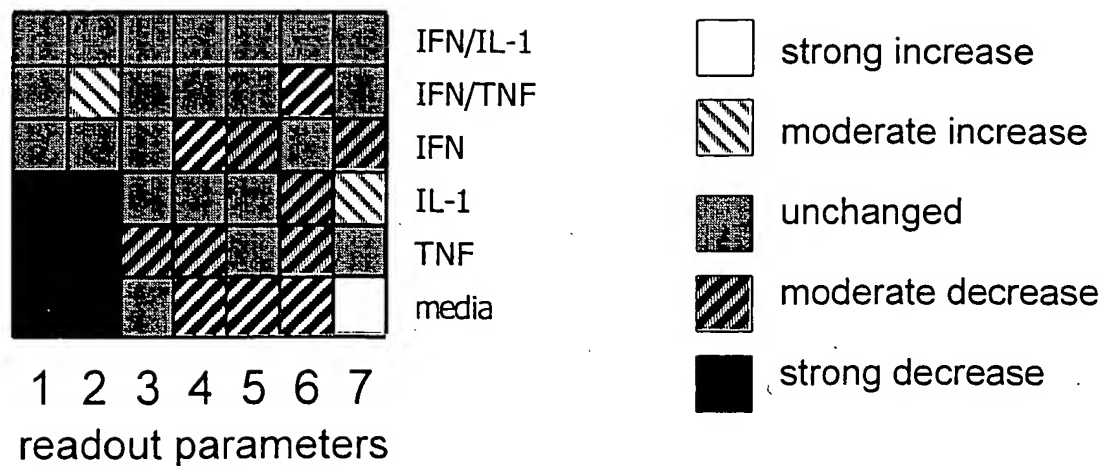 IFN/IL-1
IFN/TNF
IFN
IL-1
TNF
media
1 2 3 4 5 6 7
readout parameters
strong increase
moderate increase
unchanged
moderate decrease
strong decrease